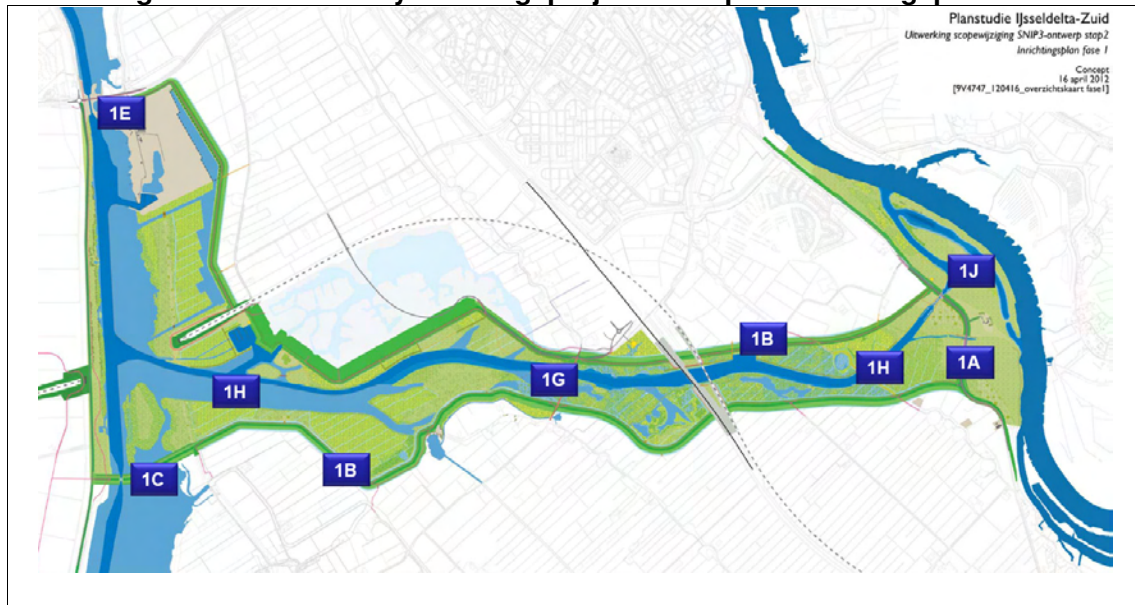 Planstudie IJsseldelta-Zuid
Uitwerking scopewijziging SNIP3-ontwerp stap2
Inrichtingsplan fase 1
Concept
16 april 2012
[9V4747_120416_overzichtskaart fase1]
1E
1J
1B
1A
1H
1G
1H
1B
1C